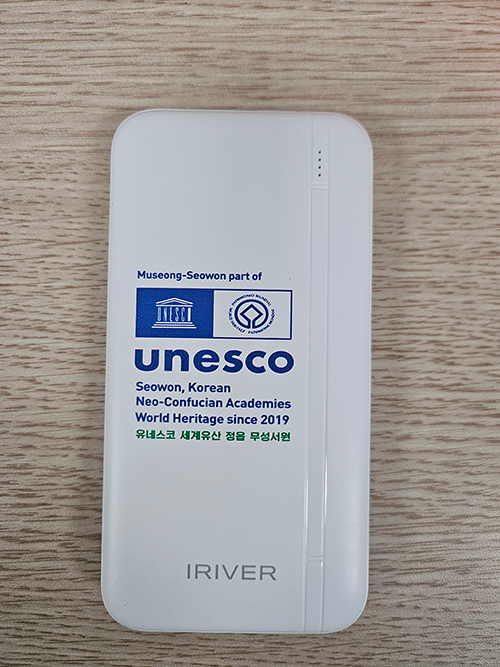 Museong-Seowon part of
UNESCO
unesco
Seowon, Korean
Neo-Confucian Academies
World Heritage since 2019
유네스코 세계유산 정읍 무성서원
IRIVER